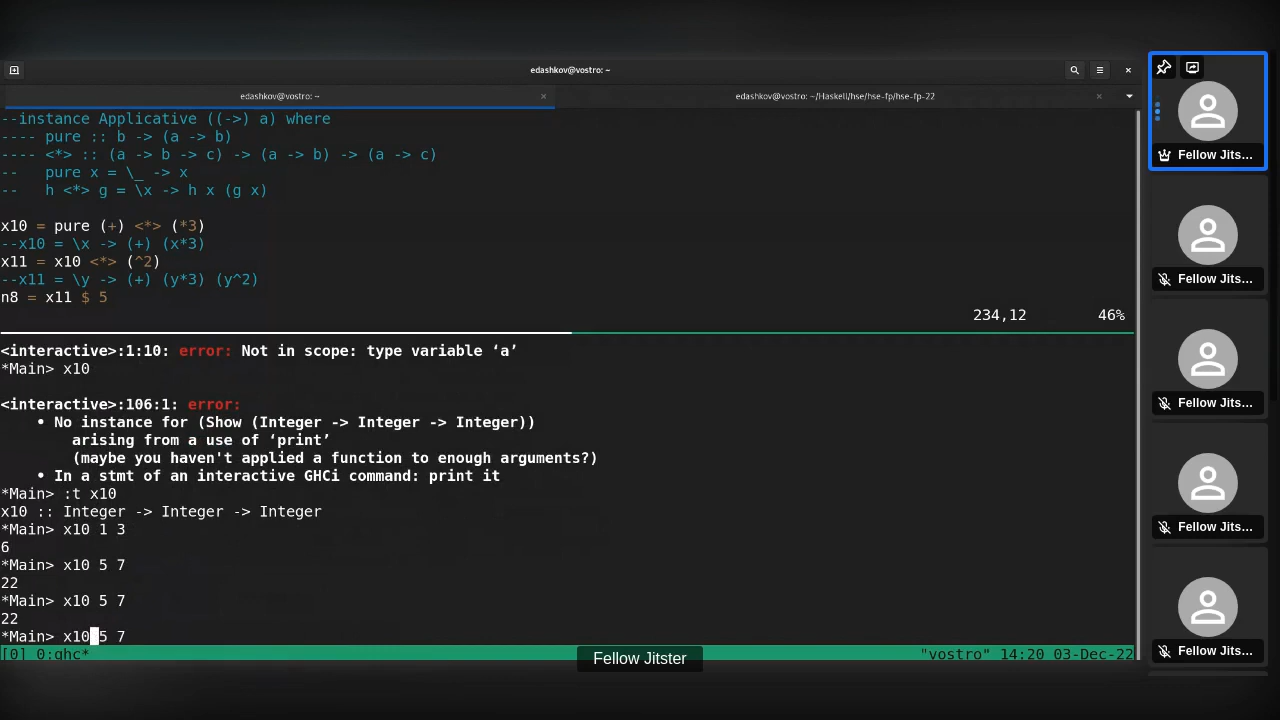 edashkov@vostro: ~
edashkov@vostro: ~
edashkov@vostro: ~/Haskell/hse/hse-fp/hse-fp-22
--instance Applicative ((->) a) where
---- pure :: b -> (a -> b)
---- <*> :: (a -> b -> c) -> (a -> b) -> (a -> c)
--   pure x = \_ -> x
--   h <*> g = \x -> h x (g x)
x10 = pure (+) <*> (*3)
--x10 = \x -> (+) (x*3)
x11 = x10 <*> (^2)
--x11 = \y -> (+) (y*3) (y^2)
n8 = x11 $ 5
234,12 46%
<interactive>:1:10: error: Not in scope: type variable ‘a’
*Main> x10
<interactive>:106:1: error:
• No instance for (Show (Integer -> Integer -> Integer))
arising from a use of ‘print’
(maybe you haven't applied a function to enough arguments?)
• In a stmt of an interactive GHCi command: print it
*Main> :t x10
x10 :: Integer -> Integer -> Integer
*Main> x10 1 3
6
*Main> x10 5 7
22
*Main> x10 5 7
22
*Main> x10 5 7
[0] 0:ghc* "vostro" 14:20 03-Dec-22
Fellow Jitster
Fellow Jits...
Fellow Jits...
Fellow Jits...
Fellow Jits...
Fellow Jits...